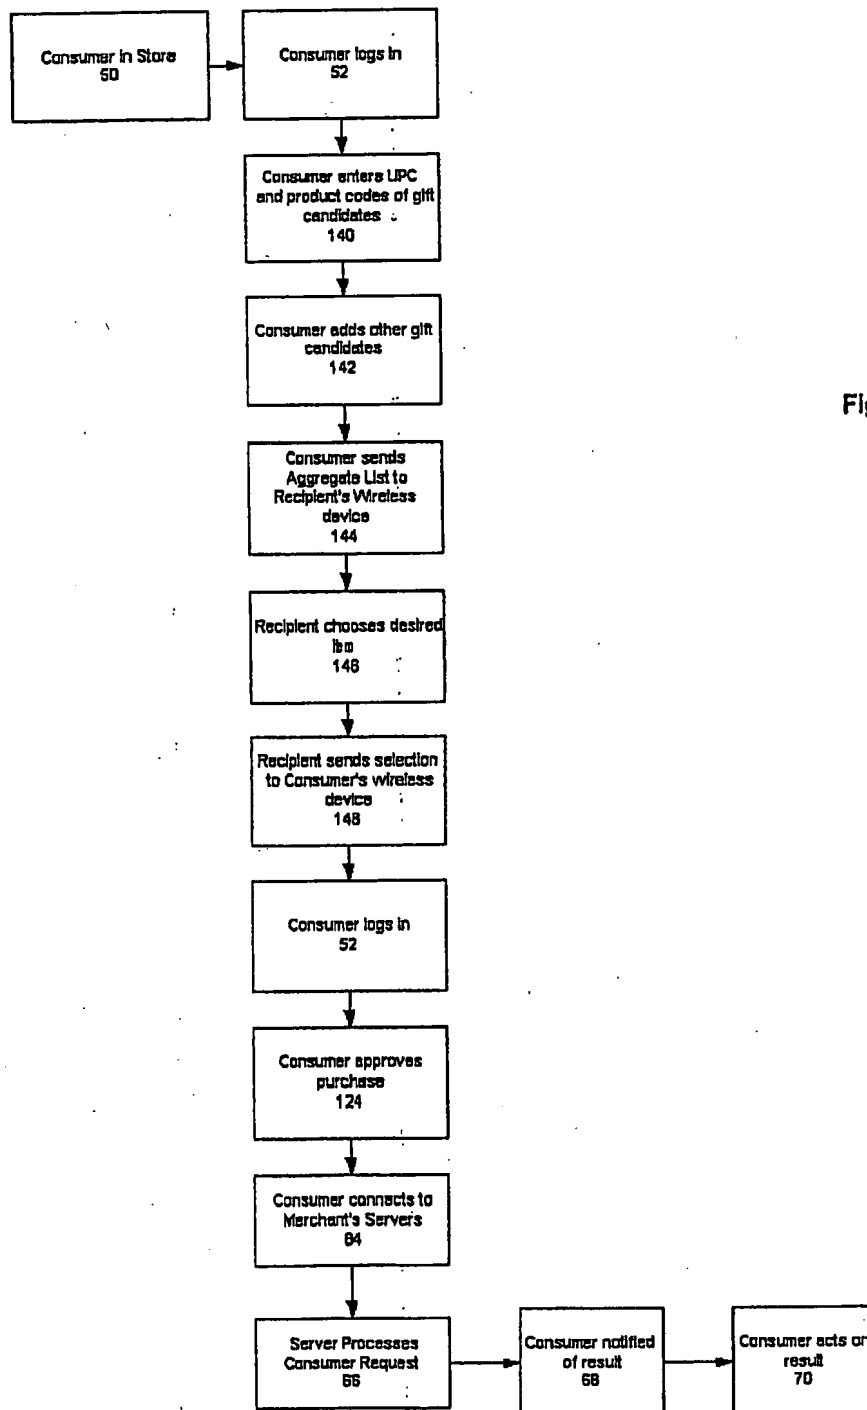 Consumer in Store
50
Consumer logs in
52
Consumer enters UPC
and product codes of gift
candidates
140
Consumer adds other gift
candidates
142
Fig
Consumer sends
Aggregate List to
Recipient's Wireless
device
144
Recipient chooses desired
item
146
Recipient sends selection
to Consumer's wireless
device
148
Consumer logs in
52
Consumer approves
purchase
124
Consumer connects to
Merchant's Servers
64
Server Processes
Consumer Request
66
Consumer notified
of result
68
Consumer acts on
result
70